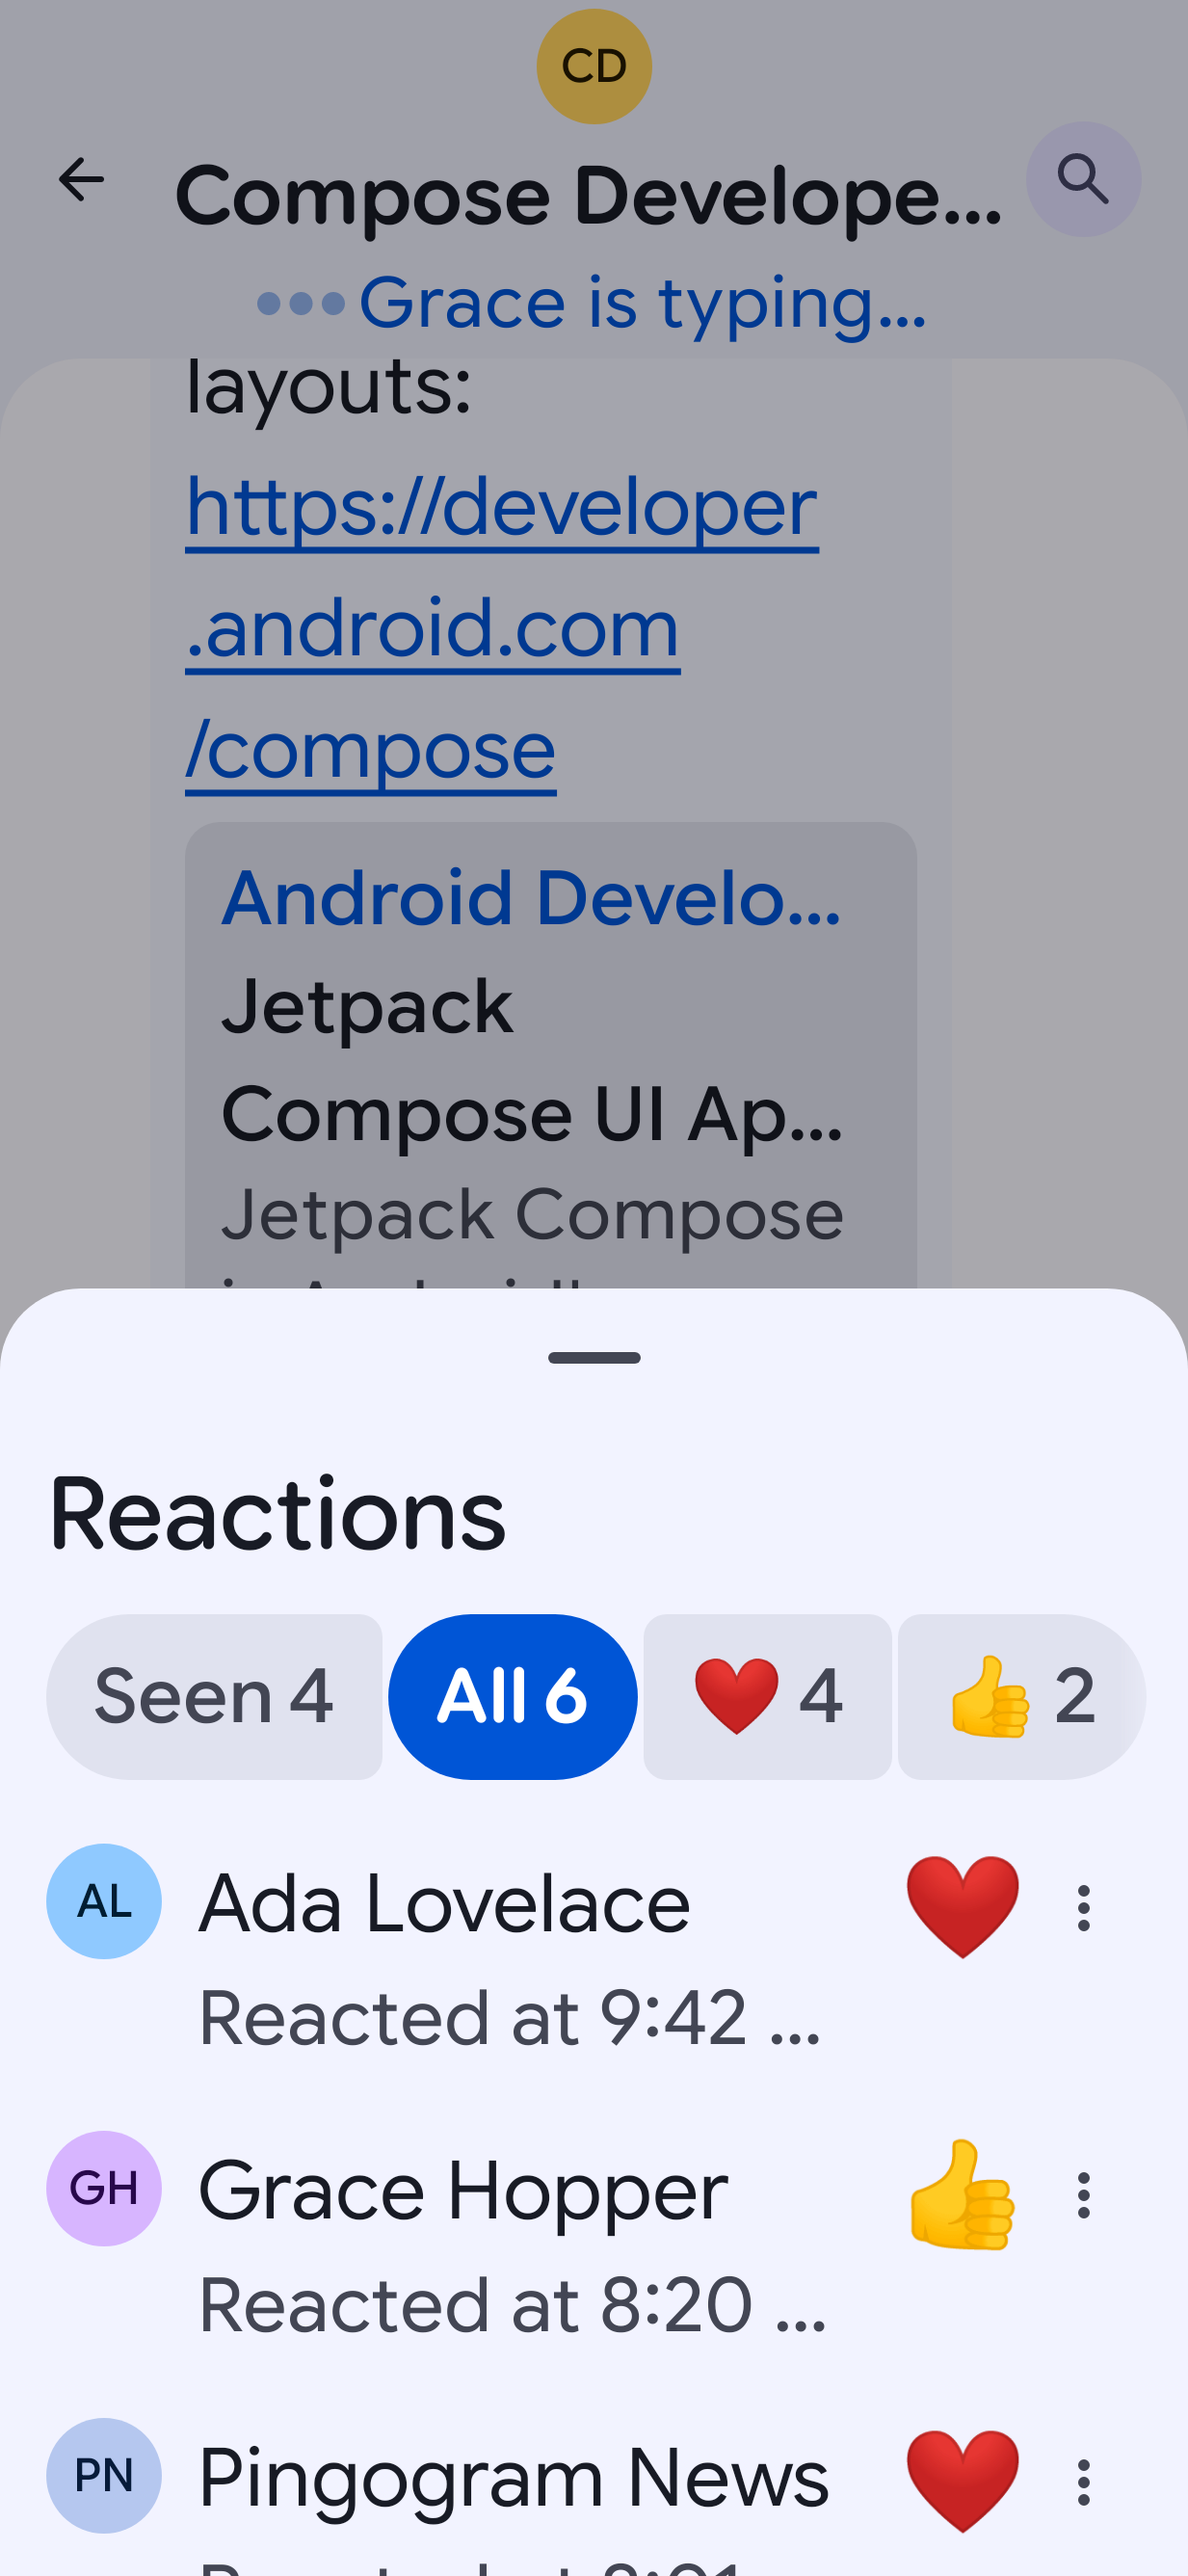 CD
Compose Develope...
Grace is typing...
layouts:
https://developer
.android.com
/compose
Android Develo...
Jetpack
Compose UI Ap...
Jetpack Compose
Reactions
Seen 4
All 6
❤️ 4
👍 2
AL
Ada Lovelace
❤️
Reacted at 9:42 ...
GH
Grace Hopper
👍
Reacted at 8:20 ...
PN
Pingogram News
❤️